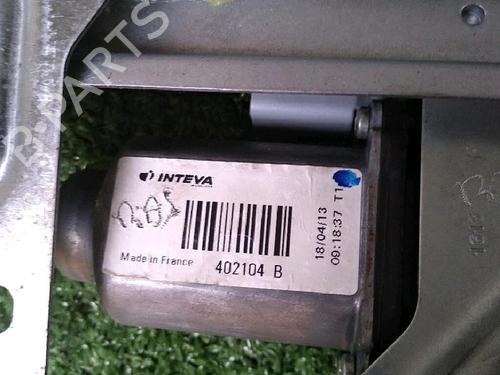 B-PARTS
INTEVA
Made in France
402104 B
18/04/13
09:18:37 T1